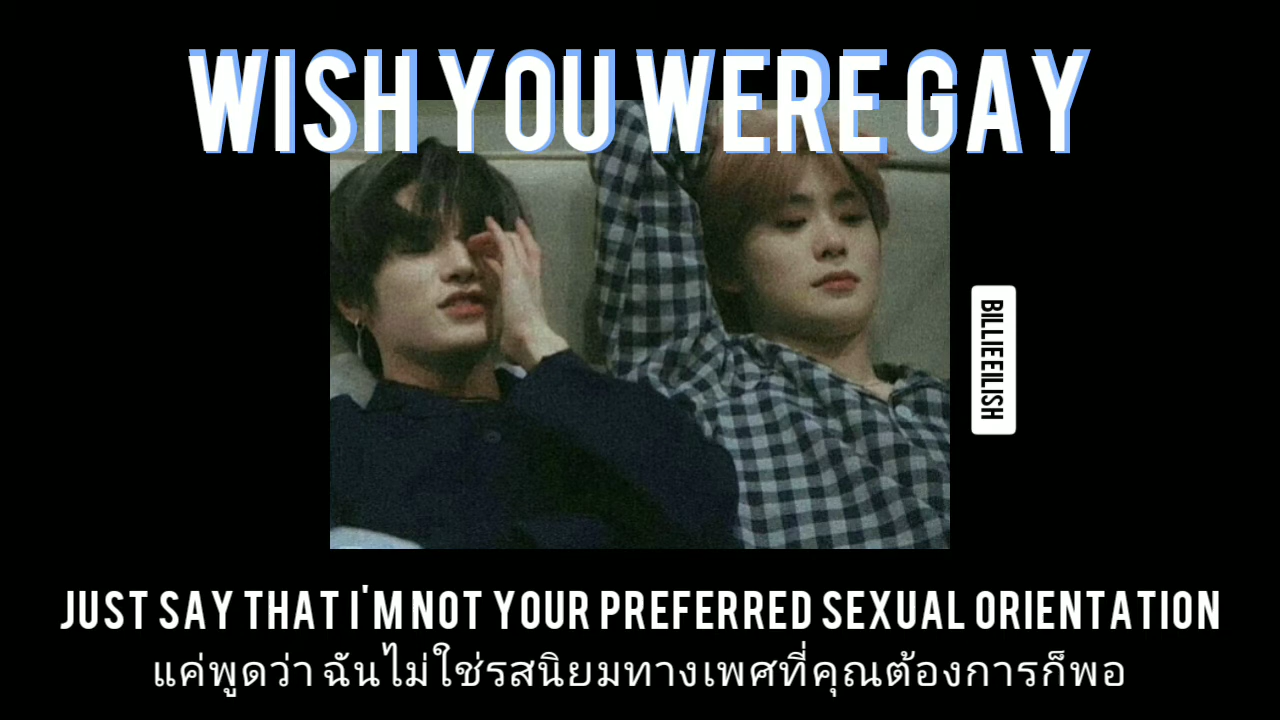 WISH YOU WERE GAY
BILLIEEILISH
JUST SAY THAT I'M NOT YOUR PREFERRED SEXUAL ORIENTATION
แค่พูดว่า ฉันไม่ใช่รสนิยมทางเพศที่คุณต้องการก็พอ